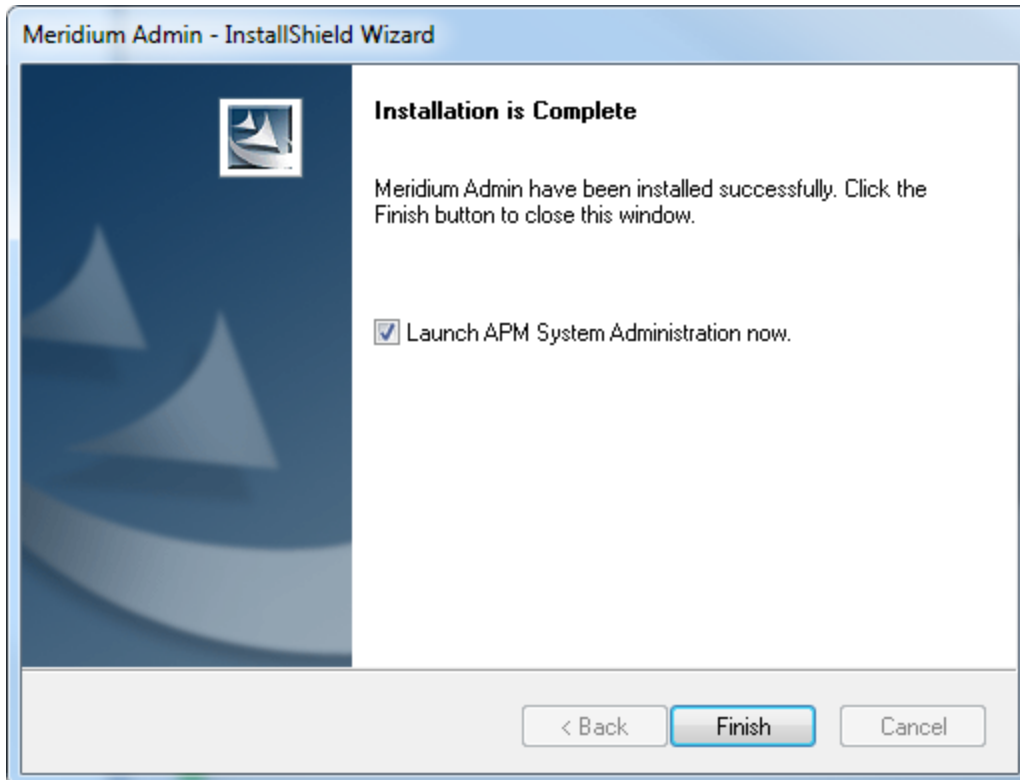 Meridium Admin - InstallShield Wizard
Installation is Complete
Meridium Admin have been installed successfully. Click the
Finish button to close this window.
Launch APM System Administration now.
< Back
Finish
Cancel